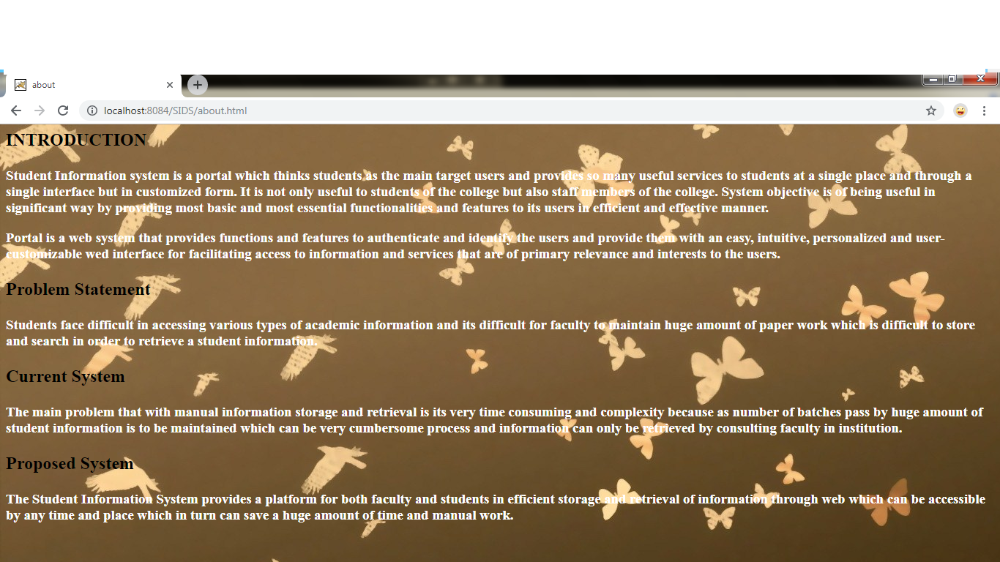 about
localhost:8084/SIDS/about.html
INTRODUCTION
Student Information system is a portal which thinks students as the main target users and provides so many useful services to students at a single place and through a
single interface but in customized form. It is not only useful to students of the college but also staff members of the college. System objective is of being useful in
significant way by providing most basic and most essential functionalities and features to its users in efficient and effective manner.
Portal is a web system that provides functions and features to authenticate and identify the users and provide them with an easy, intuitive, personalized and user-
customizable wed interface for facilitating access to information and services that are of primary relevance and interests to the users.
Problem Statement
Students face difficult in accessing various types of academic information and its difficult for faculty to maintain huge amount of paper work which is difficult to store
and search in order to retrieve a student information.
Current System
The main problem that with manual information storage and retrieval is its very time consuming and complexity because as number of batches pass by huge amount of
student information is to be maintained which can be very cumbersome process and information can only be retrieved by consulting faculty in institution.
Proposed System
The Student Information System provides a platform for both faculty and students in efficient storage and retrieval of information through web which can be accessible
by any time and place which in turn can save a huge amount of time and manual work.